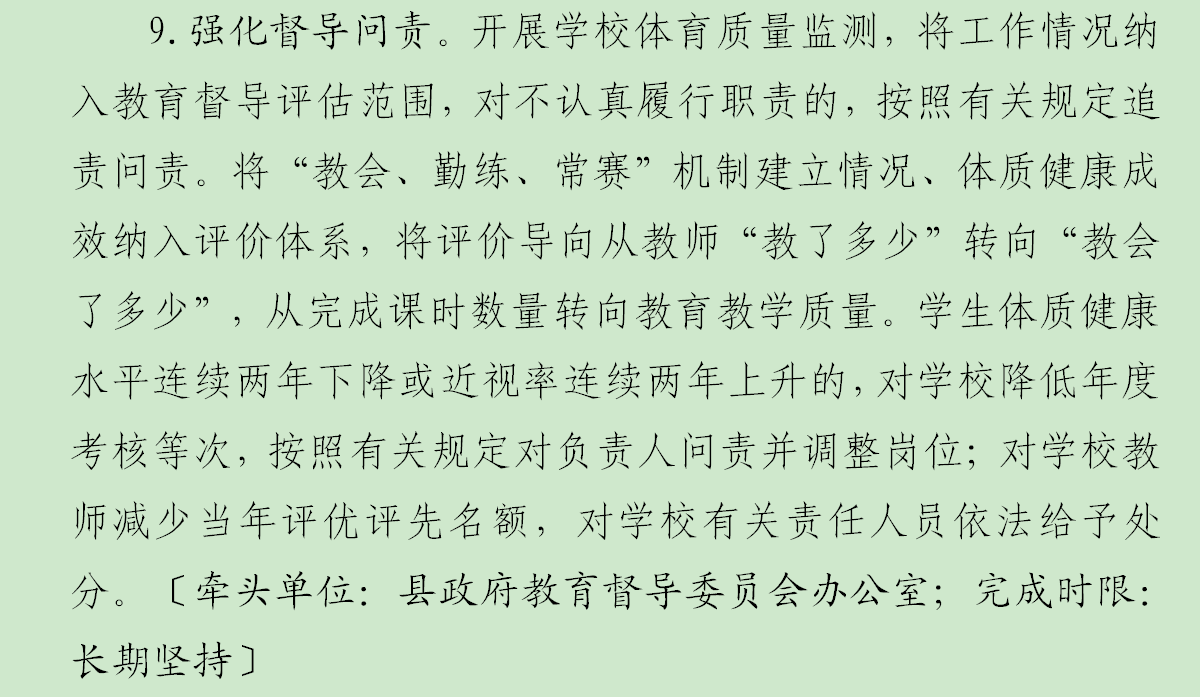 9. 强化督导问责。开展学校体育质量监测，将工作情况纳
入教育督导评估范围，对不认真履行职责的，按照有关规定追
责问责。将“教会、勤练、常赛”机制建立情况、体质健康成
效纳入评价体系，将评价导向从教师“教了多少”转向“教会
了多少”，从完成课时数量转向教育教学质量。学生体质健康
水平连续两年下降或近视率连续两年上升的，对学校降低年度
考核等次，按照有关规定对负责人问责并调整岗位；对学校教
师减少当年评优评先名额，对学校有关责任人员依法给予处
分。〔牵头单位：县政府教育督导委员会办公室；完成时限：
长期坚持〕